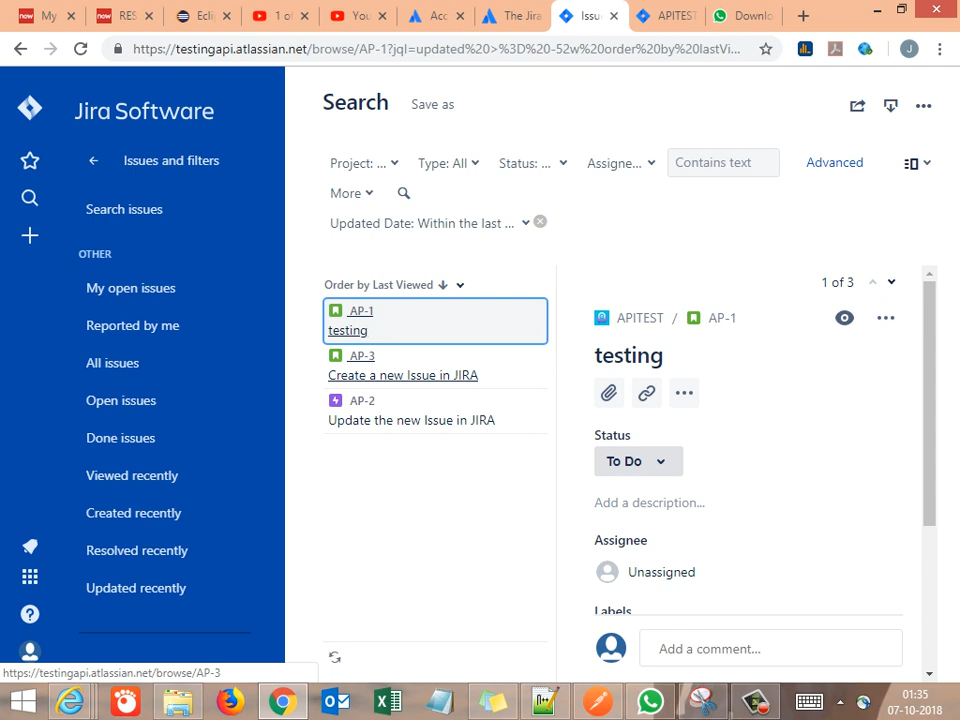 My
RES
Ecli
1 of
You
Acc
The Jira
Issu
APITEST
Downlo
https://testingapi.atlassian.net/browse/AP-1?jql=updated%20>%3D%20-52w%20order%20by%20lastVi...
J
Jira Software
Issues and filters
Search issues
OTHER
My open issues
Reported by me
All issues
Open issues
Done issues
Viewed recently
Created recently
Resolved recently
Updated recently
Search Save as
Project: ... Type: All Status: ... Assigne... Contains text Advanced
More
Updated Date: Within the last ...
Order by Last Viewed
AP-1
testing
AP-3
Create a new Issue in JIRA
AP-2
Update the new Issue in JIRA
1 of 3
APITEST / AP-1
testing
Status
To Do
Add a description...
Assignee
Unassigned
Labels
Add a comment...
https://testingapi.atlassian.net/browse/AP-3
01:35
07-10-2018